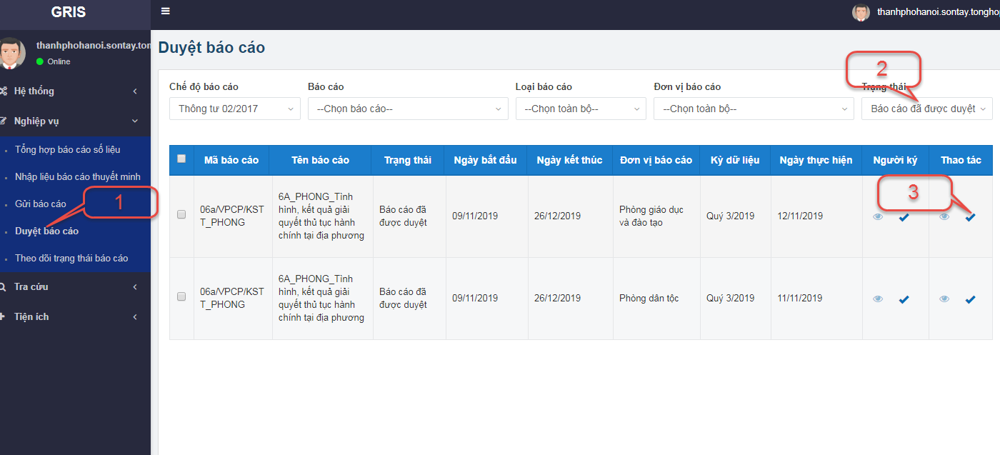 GRIS
thanhphohanoi.sontay.tongho
thanhphohanoi.sontay.ton
Online
Hệ thống
Nghiệp vụ
Tổng hợp báo cáo số liệu
Nhập liệu báo cáo thuyết minh
Gửi báo cáo
1
Duyệt báo cáo
Theo dõi trạng thái báo cáo
Tra cứu
Tiện ích
Duyệt báo cáo
2
Chế độ báo cáo Báo cáo Loại báo cáo Đơn vị báo cáo Trạng thái
Thông tư 02/2017 --Chọn báo cáo-- --Chọn toàn bộ-- --Chọn toàn bộ-- Báo cáo đã được duyệt
Mã báo cáo Tên báo cáo Trạng thái Ngày bắt đầu Ngày kết thúc Đơn vị báo cáo Kỳ dữ liệu Ngày thực hiện Người ký Thao tác
3
06a/VPCP/KST
T_PHONG
6A_PHONG_Tình
hình, kết quả giải
quyết thủ tục hành
chính tại địa phương
Báo cáo đã
được duyệt
09/11/2019
26/12/2019
Phòng giáo dục
và đào tạo
Quý 3/2019
12/11/2019
06a/VPCP/KST
T_PHONG
6A_PHONG_Tình
hình, kết quả giải
quyết thủ tục hành
chính tại địa phương
Báo cáo đã
được duyệt
09/11/2019
26/12/2019
Phòng dân tộc
Quý 3/2019
11/11/2019